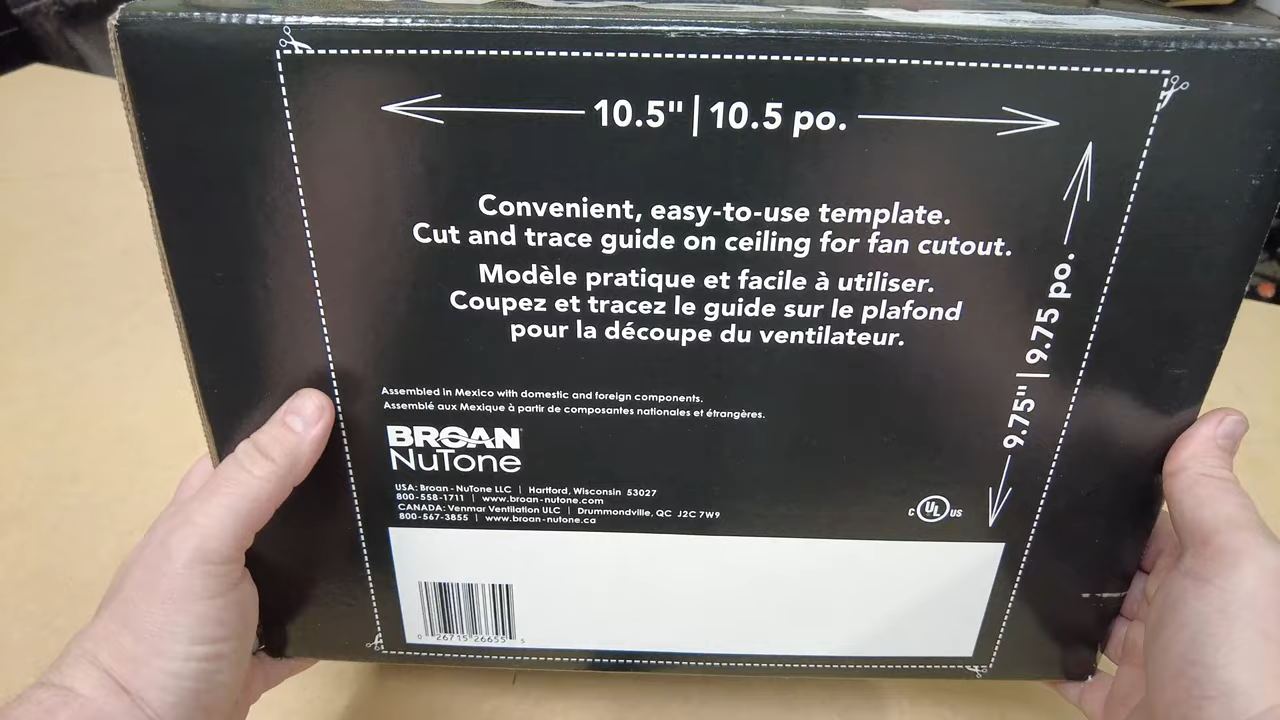 10.5" | 10.5 po.
Convenient, easy-to-use template.
Cut and trace guide on ceiling for fan cutout.
Modèle pratique et facile à utiliser.
Coupez et tracez le guide sur le plafond
pour la découpe du ventilateur.
9.75" | 9.75 po.
Assembled in Mexico with domestic and foreign components.
Assemblé aux Mexique à partir de composantes nationales et étrangères.
BROAN
NuTone
USA: Broan-NuTone LLC | Hartford, Wisconsin 53027
800-558-1711 | www.broan-nutone.com
CANADA: Venmar Ventilation ULC | Drummondville, QC J2C 7W9
800-567-3855 | www.broan-nutone.ca
C UL US
0 26715 26655 5